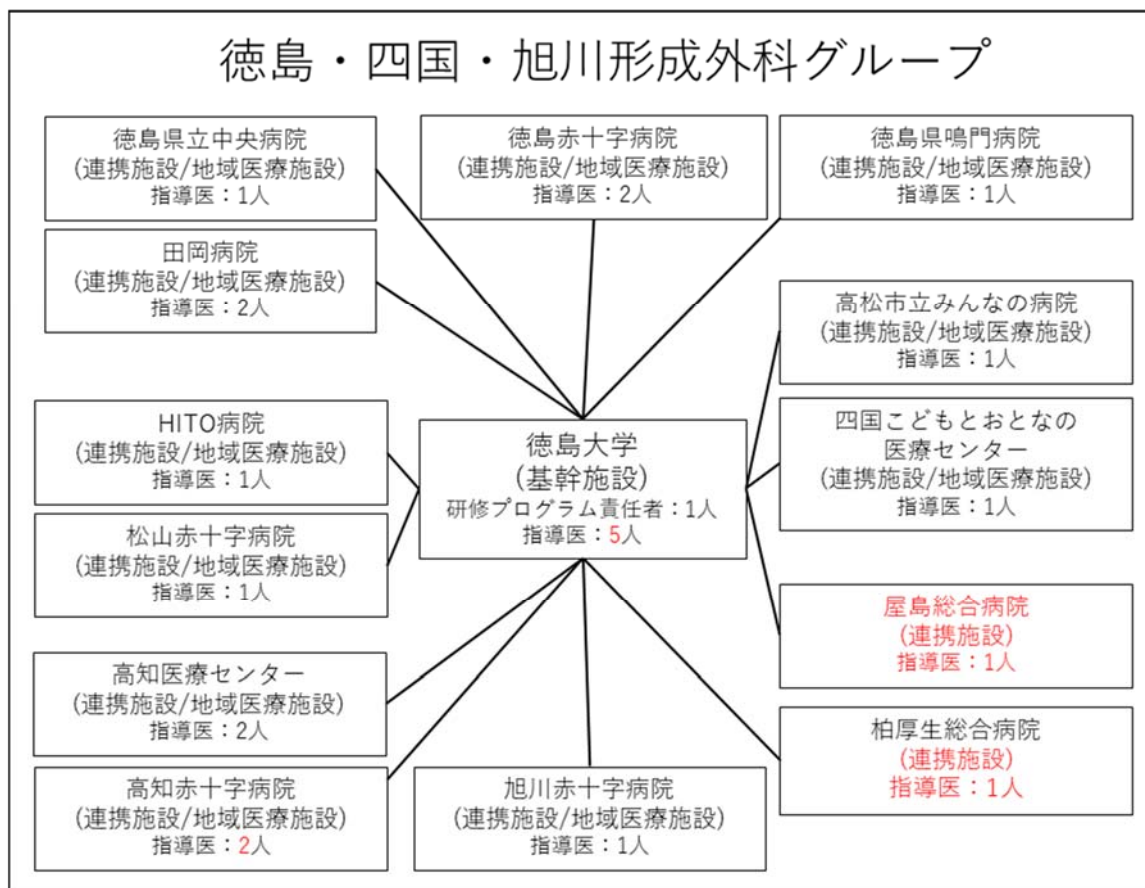 徳島・四国・旭川形成外科グループ
徳島県立中央病院
(連携施設/地域医療施設)
指導医：1人
徳島赤十字病院
(連携施設/地域医療施設)
指導医：2人
徳島県鳴門病院
(連携施設/地域医療施設)
指導医：1人
田岡病院
(連携施設/地域医療施設)
指導医：2人
高松市立みんなの病院
(連携施設/地域医療施設)
指導医：1人
HITO病院
(連携施設/地域医療施設)
指導医：1人
徳島大学
(基幹施設)
研修プログラム責任者：1人
指導医：5人
四国こどもとおとなの
医療センター
(連携施設/地域医療施設)
指導医：1人
松山赤十字病院
(連携施設/地域医療施設)
指導医：1人
屋島総合病院
(連携施設)
指導医：1人
高知医療センター
(連携施設/地域医療施設)
指導医：2人
柏厚生総合病院
(連携施設)
指導医：1人
高知赤十字病院
(連携施設/地域医療施設)
指導医：2人
旭川赤十字病院
(連携施設/地域医療施設)
指導医：1人